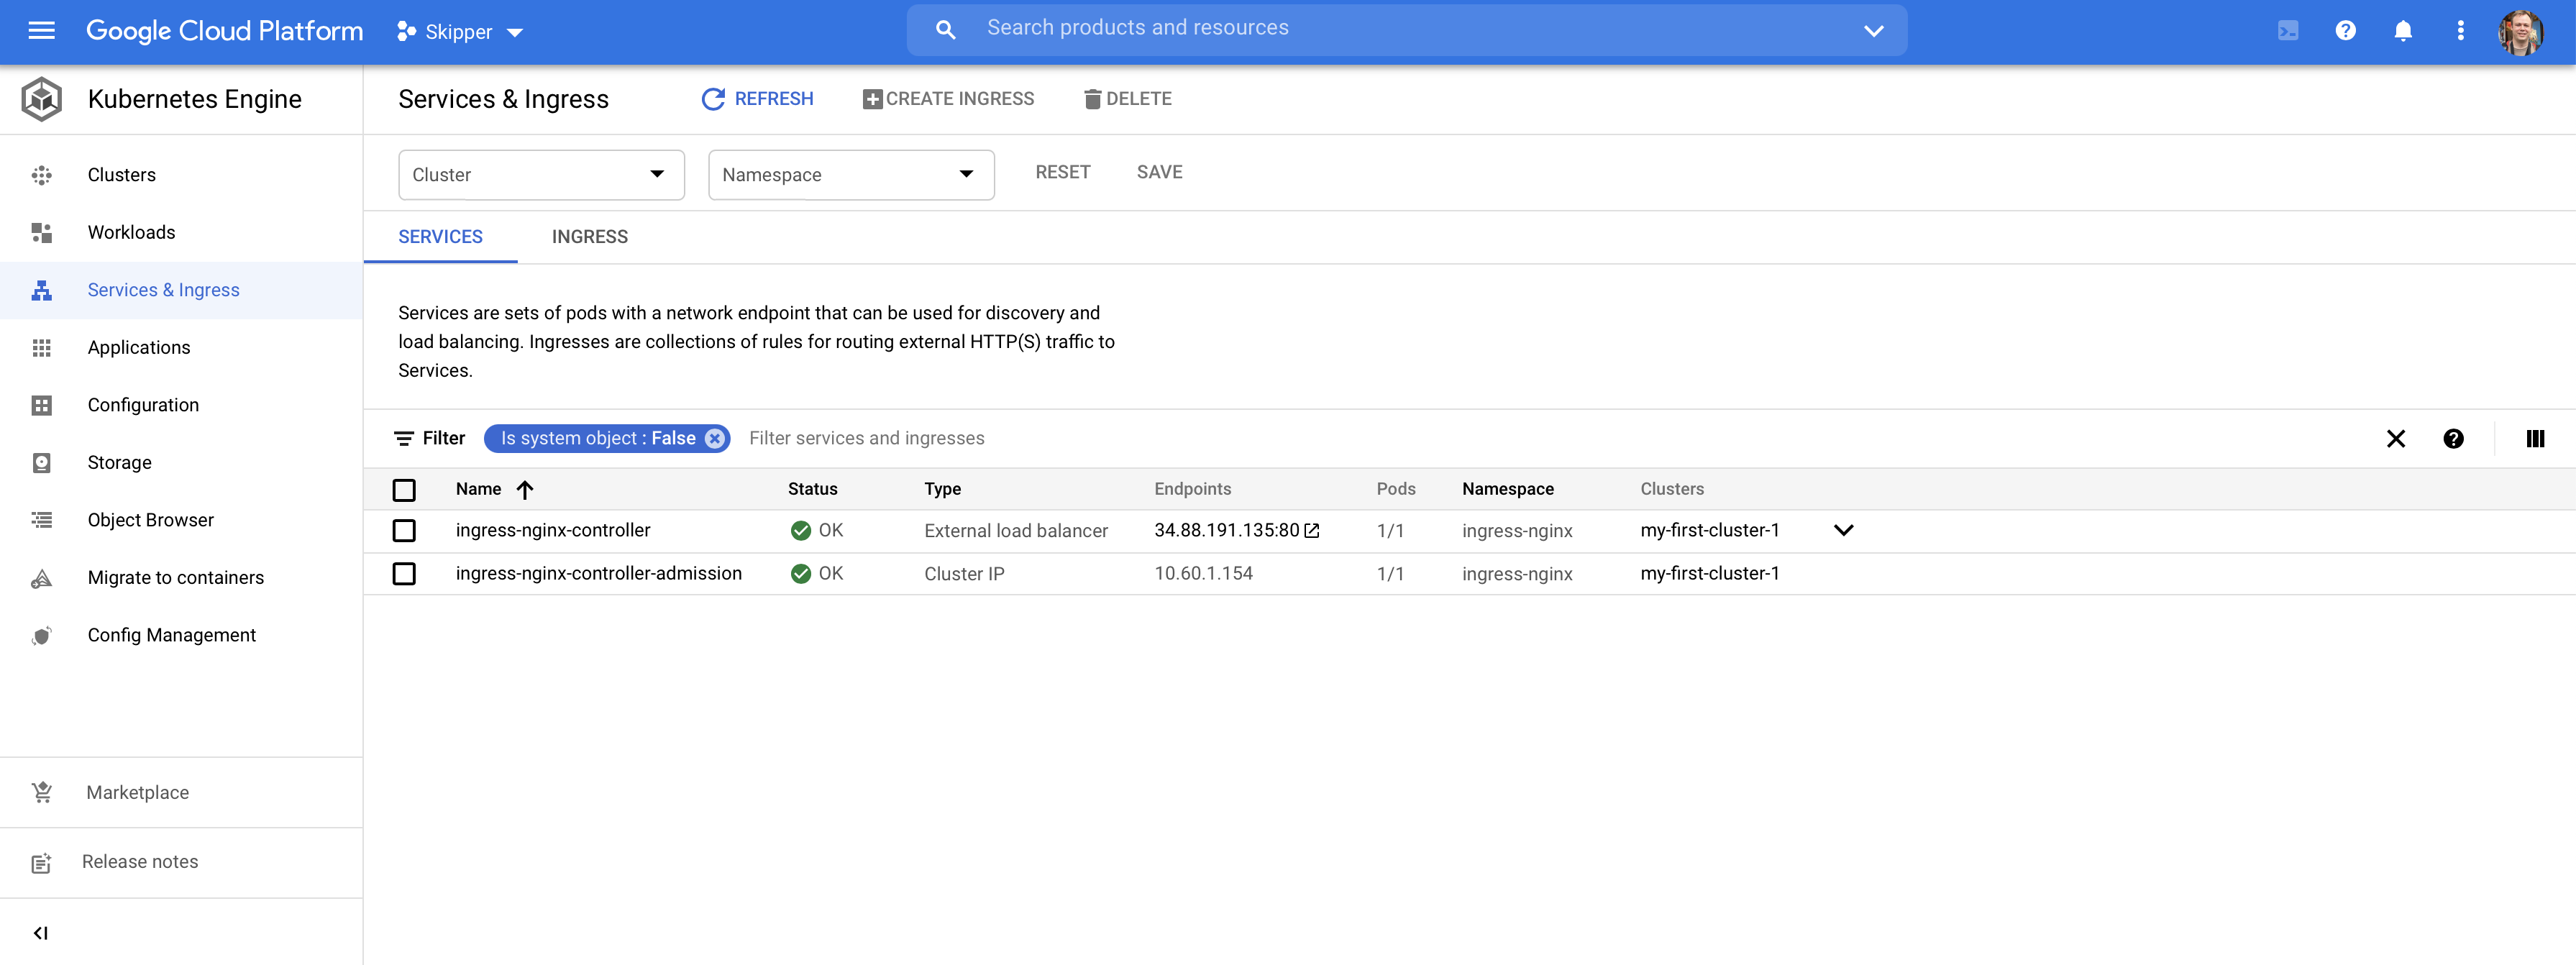 Google Cloud Platform
Skipper
Search products and resources
Kubernetes Engine
Services & Ingress
REFRESH
CREATE INGRESS
DELETE
Clusters
Workloads
Services & Ingress
Applications
Configuration
Storage
Object Browser
Migrate to containers
Config Management
Marketplace
Release notes
Cluster
Namespace
RESET
SAVE
SERVICES
INGRESS
Services are sets of pods with a network endpoint that can be used for discovery and
load balancing. Ingresses are collections of rules for routing external HTTP(S) traffic to
Services.
Filter
Is system object : False
Filter services and ingresses
Name Status Type Endpoints Pods Namespace Clusters
ingress-nginx-controller OK External load balancer 34.88.191.135:80 1/1 ingress-nginx my-first-cluster-1
ingress-nginx-controller-admission OK Cluster IP 10.60.1.154 1/1 ingress-nginx my-first-cluster-1